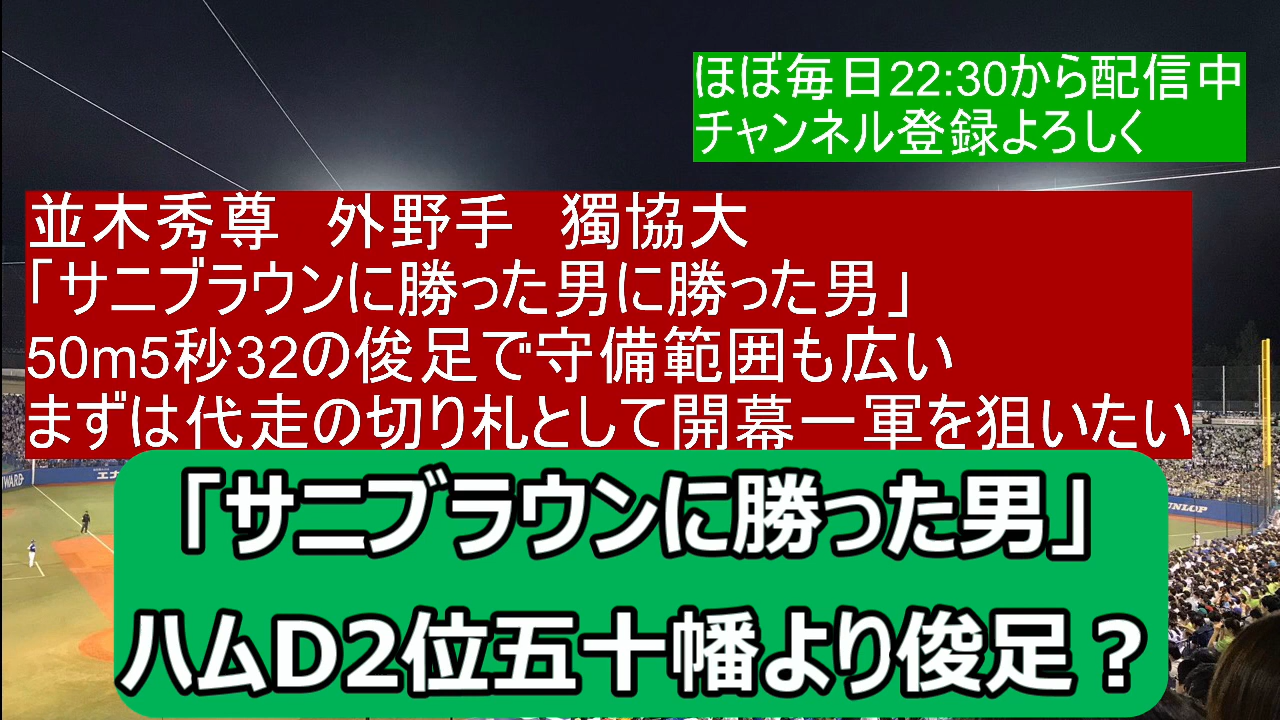 ほぼ毎日22:30から配信中
チャンネル登録よろしく
並木秀尊　外野手　獨協大
「サニブラウンに勝った男に勝った男」
50m5秒32の俊足で守備範囲も広い
まずは代走の切り札として開幕一軍を狙いたい
「サニブラウンに勝った男」
ハムD2位五十幡より俊足？
DUNLOP